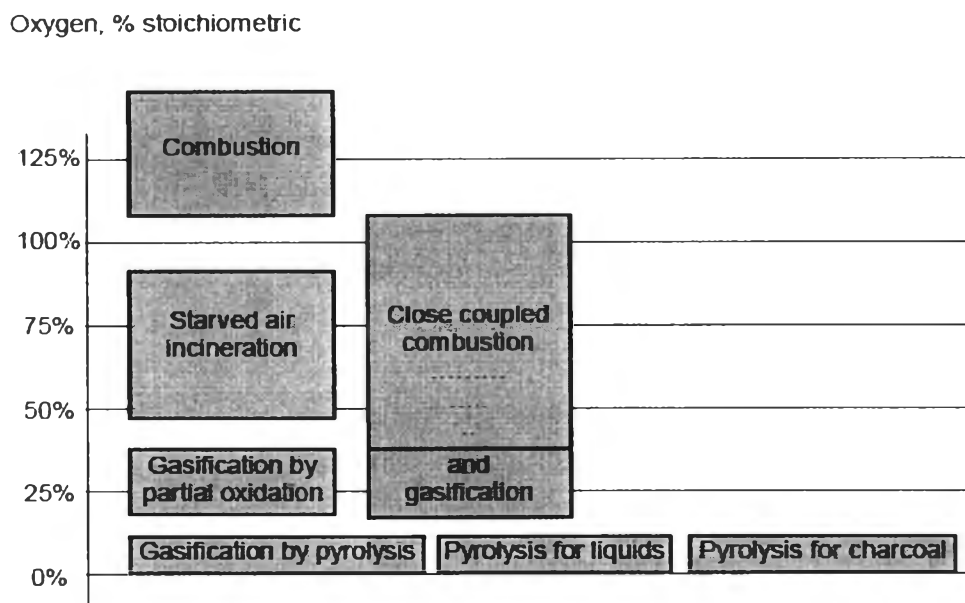 Oxygen, % stoichiometric
125%
Combustion
100%
75%
Starved air
incineration
Close coupled
combustion
50%
25%
Gasification by
partial oxidation
and
gasification
0%
Gasification by pyrolysis
Pyrolysis for liquids
Pyrolysis for charcoal